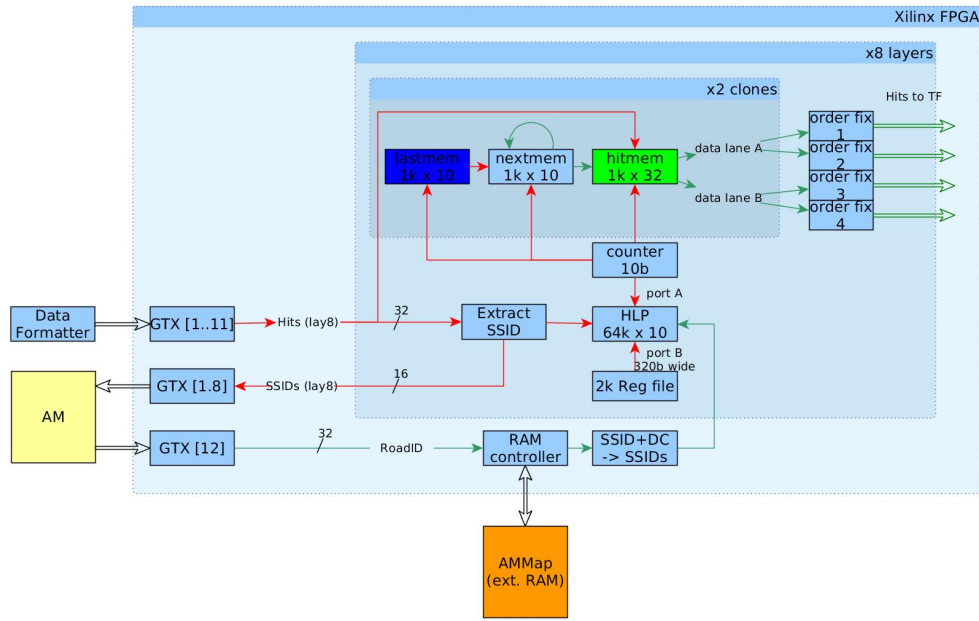 Xilinx FPGA
x8 layers
x2 clones
Hits to TF
order fix
1
order fix
2
order fix
3
order fix
4
lastmem
1k x 10
nextmem
1k x 10
hitmem
1k x 32
data lane A
data lane B
counter
10b
port A
Data
Formatter
GTX [1..11]
Hits (lay8)
32
Extract
SSID
HLP
64k x 10
port B
320b wide
AM
GTX [1.8]
SSIDs (lay8)
16
2k Reg file
GTX [12]
32
RoadID
RAM
controller
SSID+DC
-> SSIDs
AMMap
(ext. RAM)